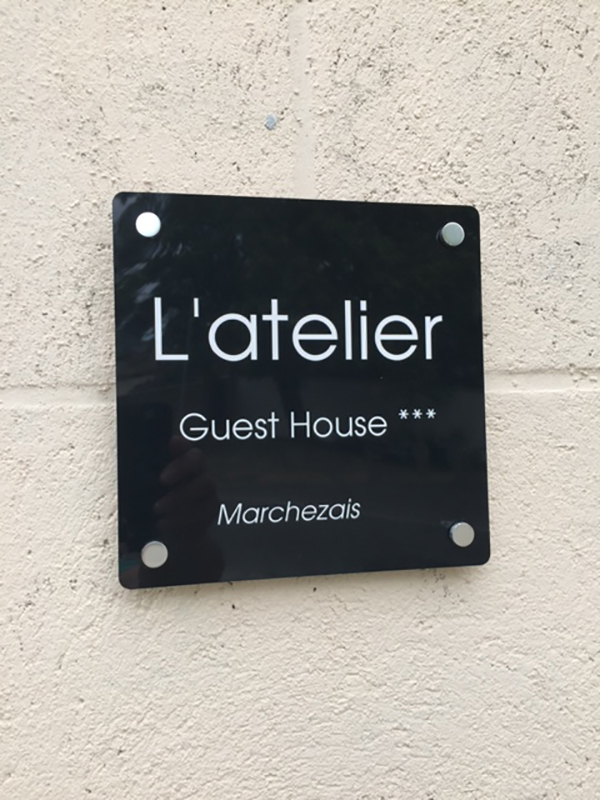 L'atelier
Guest House ***
Marchezais